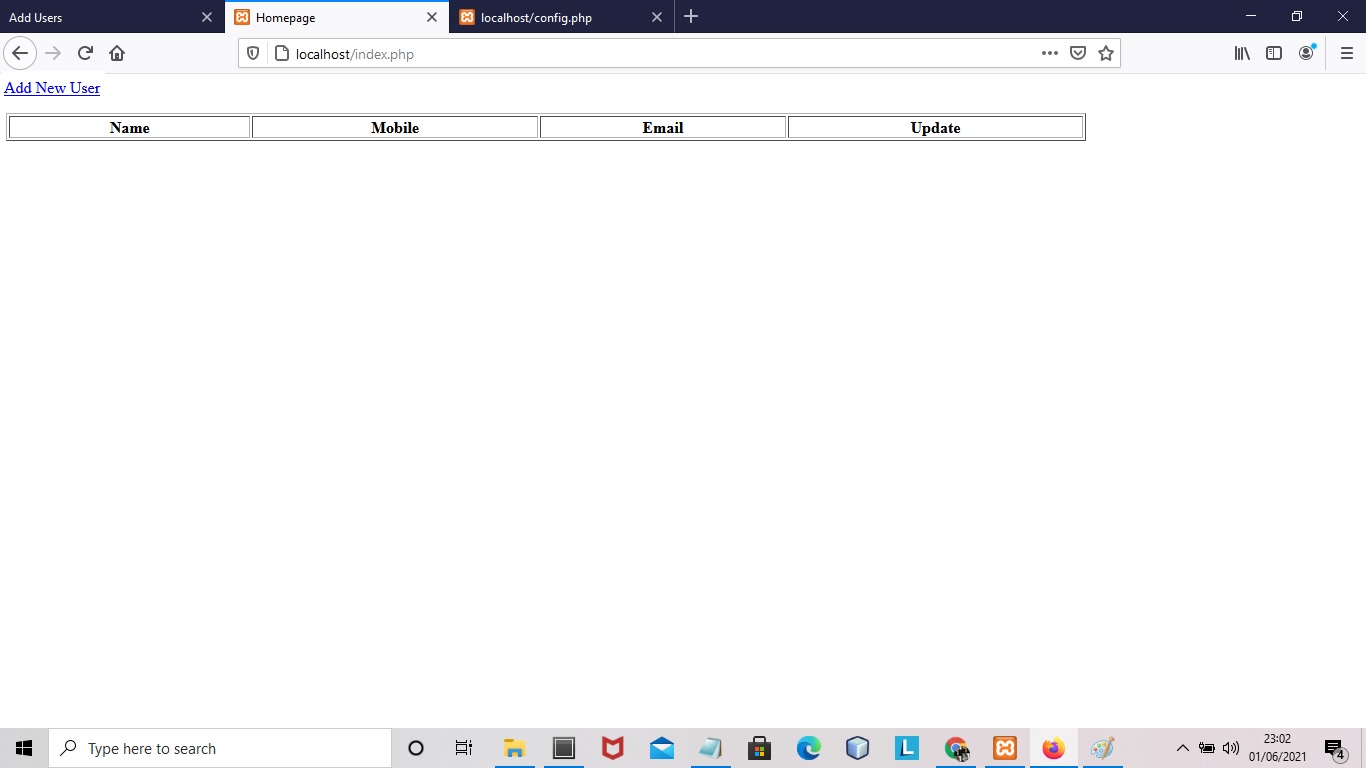 Add Users
Homepage
localhost/config.php
localhost/index.php
Add New User
Name Mobile Email Update
Type here to search
L
23:02
01/06/2021
4